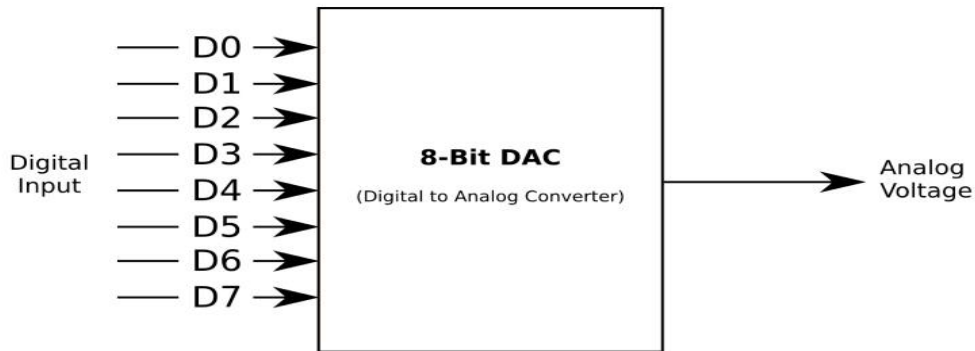 D0
D1
D2
D3
D4
D5
D6
D7
Digital
Input
8-Bit DAC
(Digital to Analog Converter)
Analog
Voltage